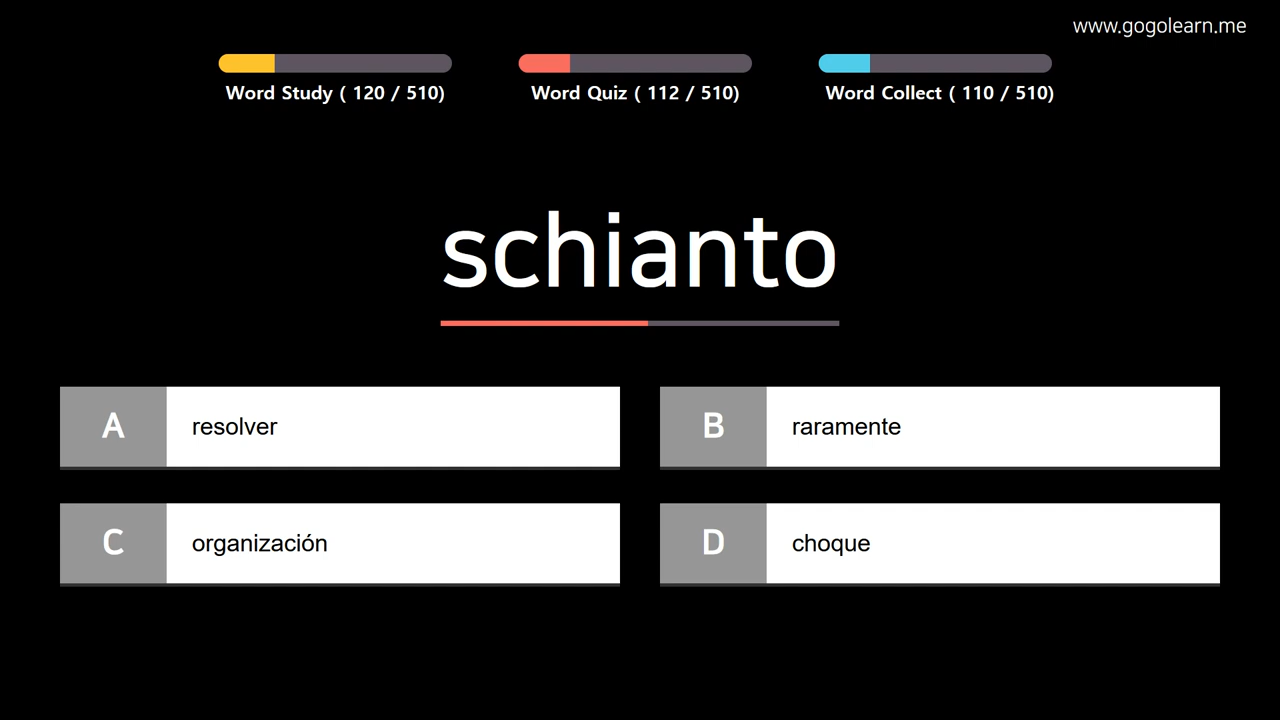 www.gogolearn.me
Word Study ( 120 / 510)
Word Quiz ( 112 / 510)
Word Collect ( 110 / 510)
schianto
A resolver
B raramente
C organización
D choque